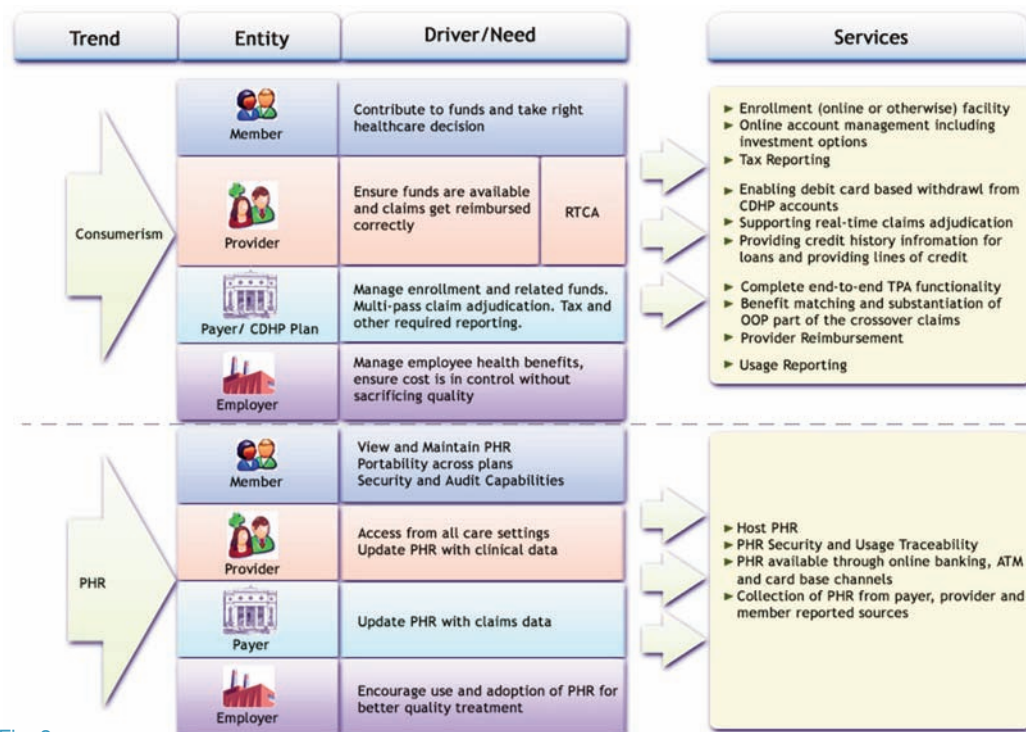 Trend
Entity
Driver/Need
Services
Consumerism
Member
Contribute to funds and take right
healthcare decision
Provider
Ensure funds are available
and claims get reimbursed
correctly
RTCA
Payer/ CDHP Plan
Manage enrollment and related funds.
Multi-pass claim adjudication. Tax and
other required reporting.
Employer
Manage employee health benefits,
ensure cost is in control without
sacrificing quality
Enrollment (online or otherwise) facility
Online account management including
investment options
Tax Reporting
Enabling debit card based withdrawl from
CDHP accounts
Supporting real-time claims adjudication
Providing credit history infromation for
loans and providing lines of credit
Complete end-to-end TPA functionality
Benefit matching and substantiation of
OOP part of the crossover claims
Provider Reimbursement
Usage Reporting
PHR
Member
View and Maintain PHR
Portability across plans
Security and Audit Capabilities
Provider
Access from all care settings
Update PHR with clinical data
Payer
Update PHR with claims data
Employer
Encourage use and adoption of PHR for
better quality treatment
Host PHR
PHR Security and Usage Traceability
PHR available through online banking, ATM
and card base channels
Collection of PHR from payer, provider and
member reported sources